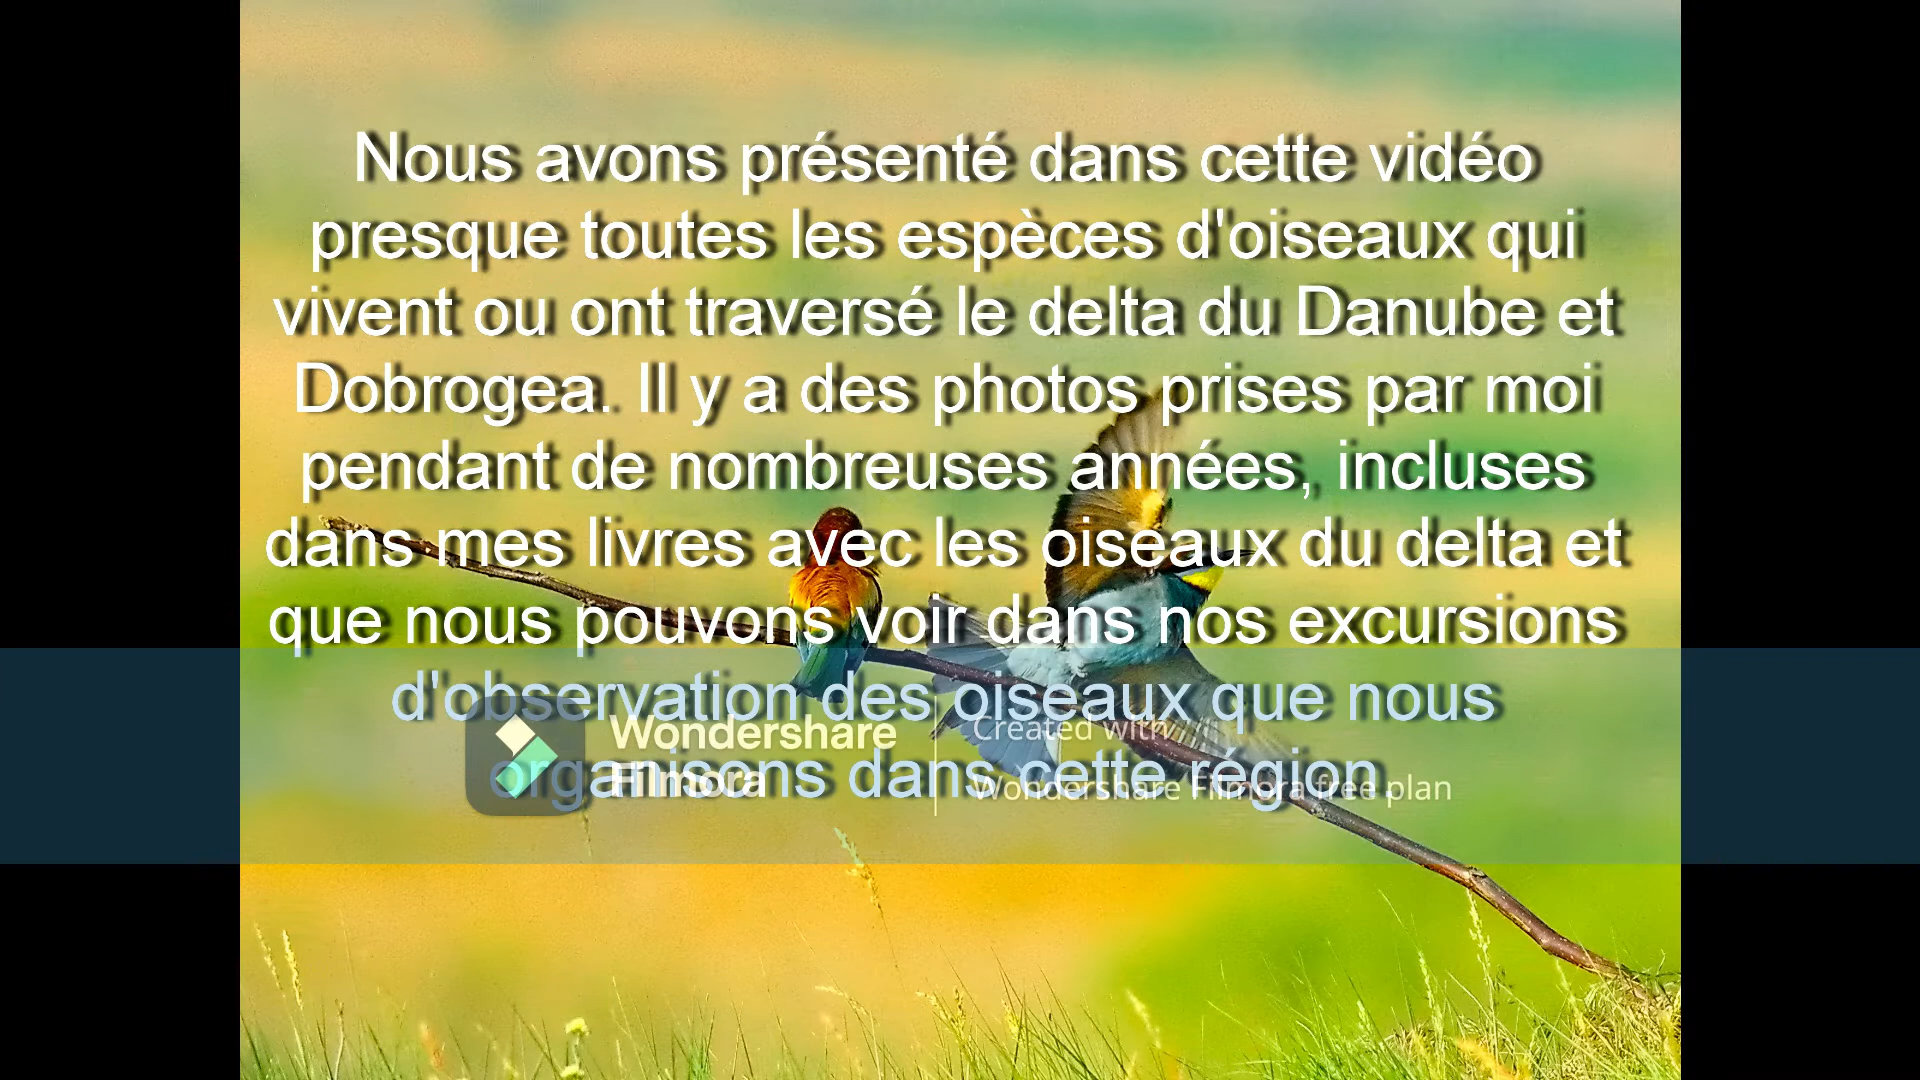 Nous avons présenté dans cette vidéo
presque toutes les espèces d'oiseaux qui
vivent ou ont traversé le delta du Danube et
Dobrogea. Il y a des photos prises par moi
pendant de nombreuses années, incluses
dans mes livres avec les oiseaux du delta et
que nous pouvons voir dans nos excursions
d'observation des oiseaux que nous
organisons dans cette région.
Wondershare
Filmora
Created with
Wondershare Filmora free plan